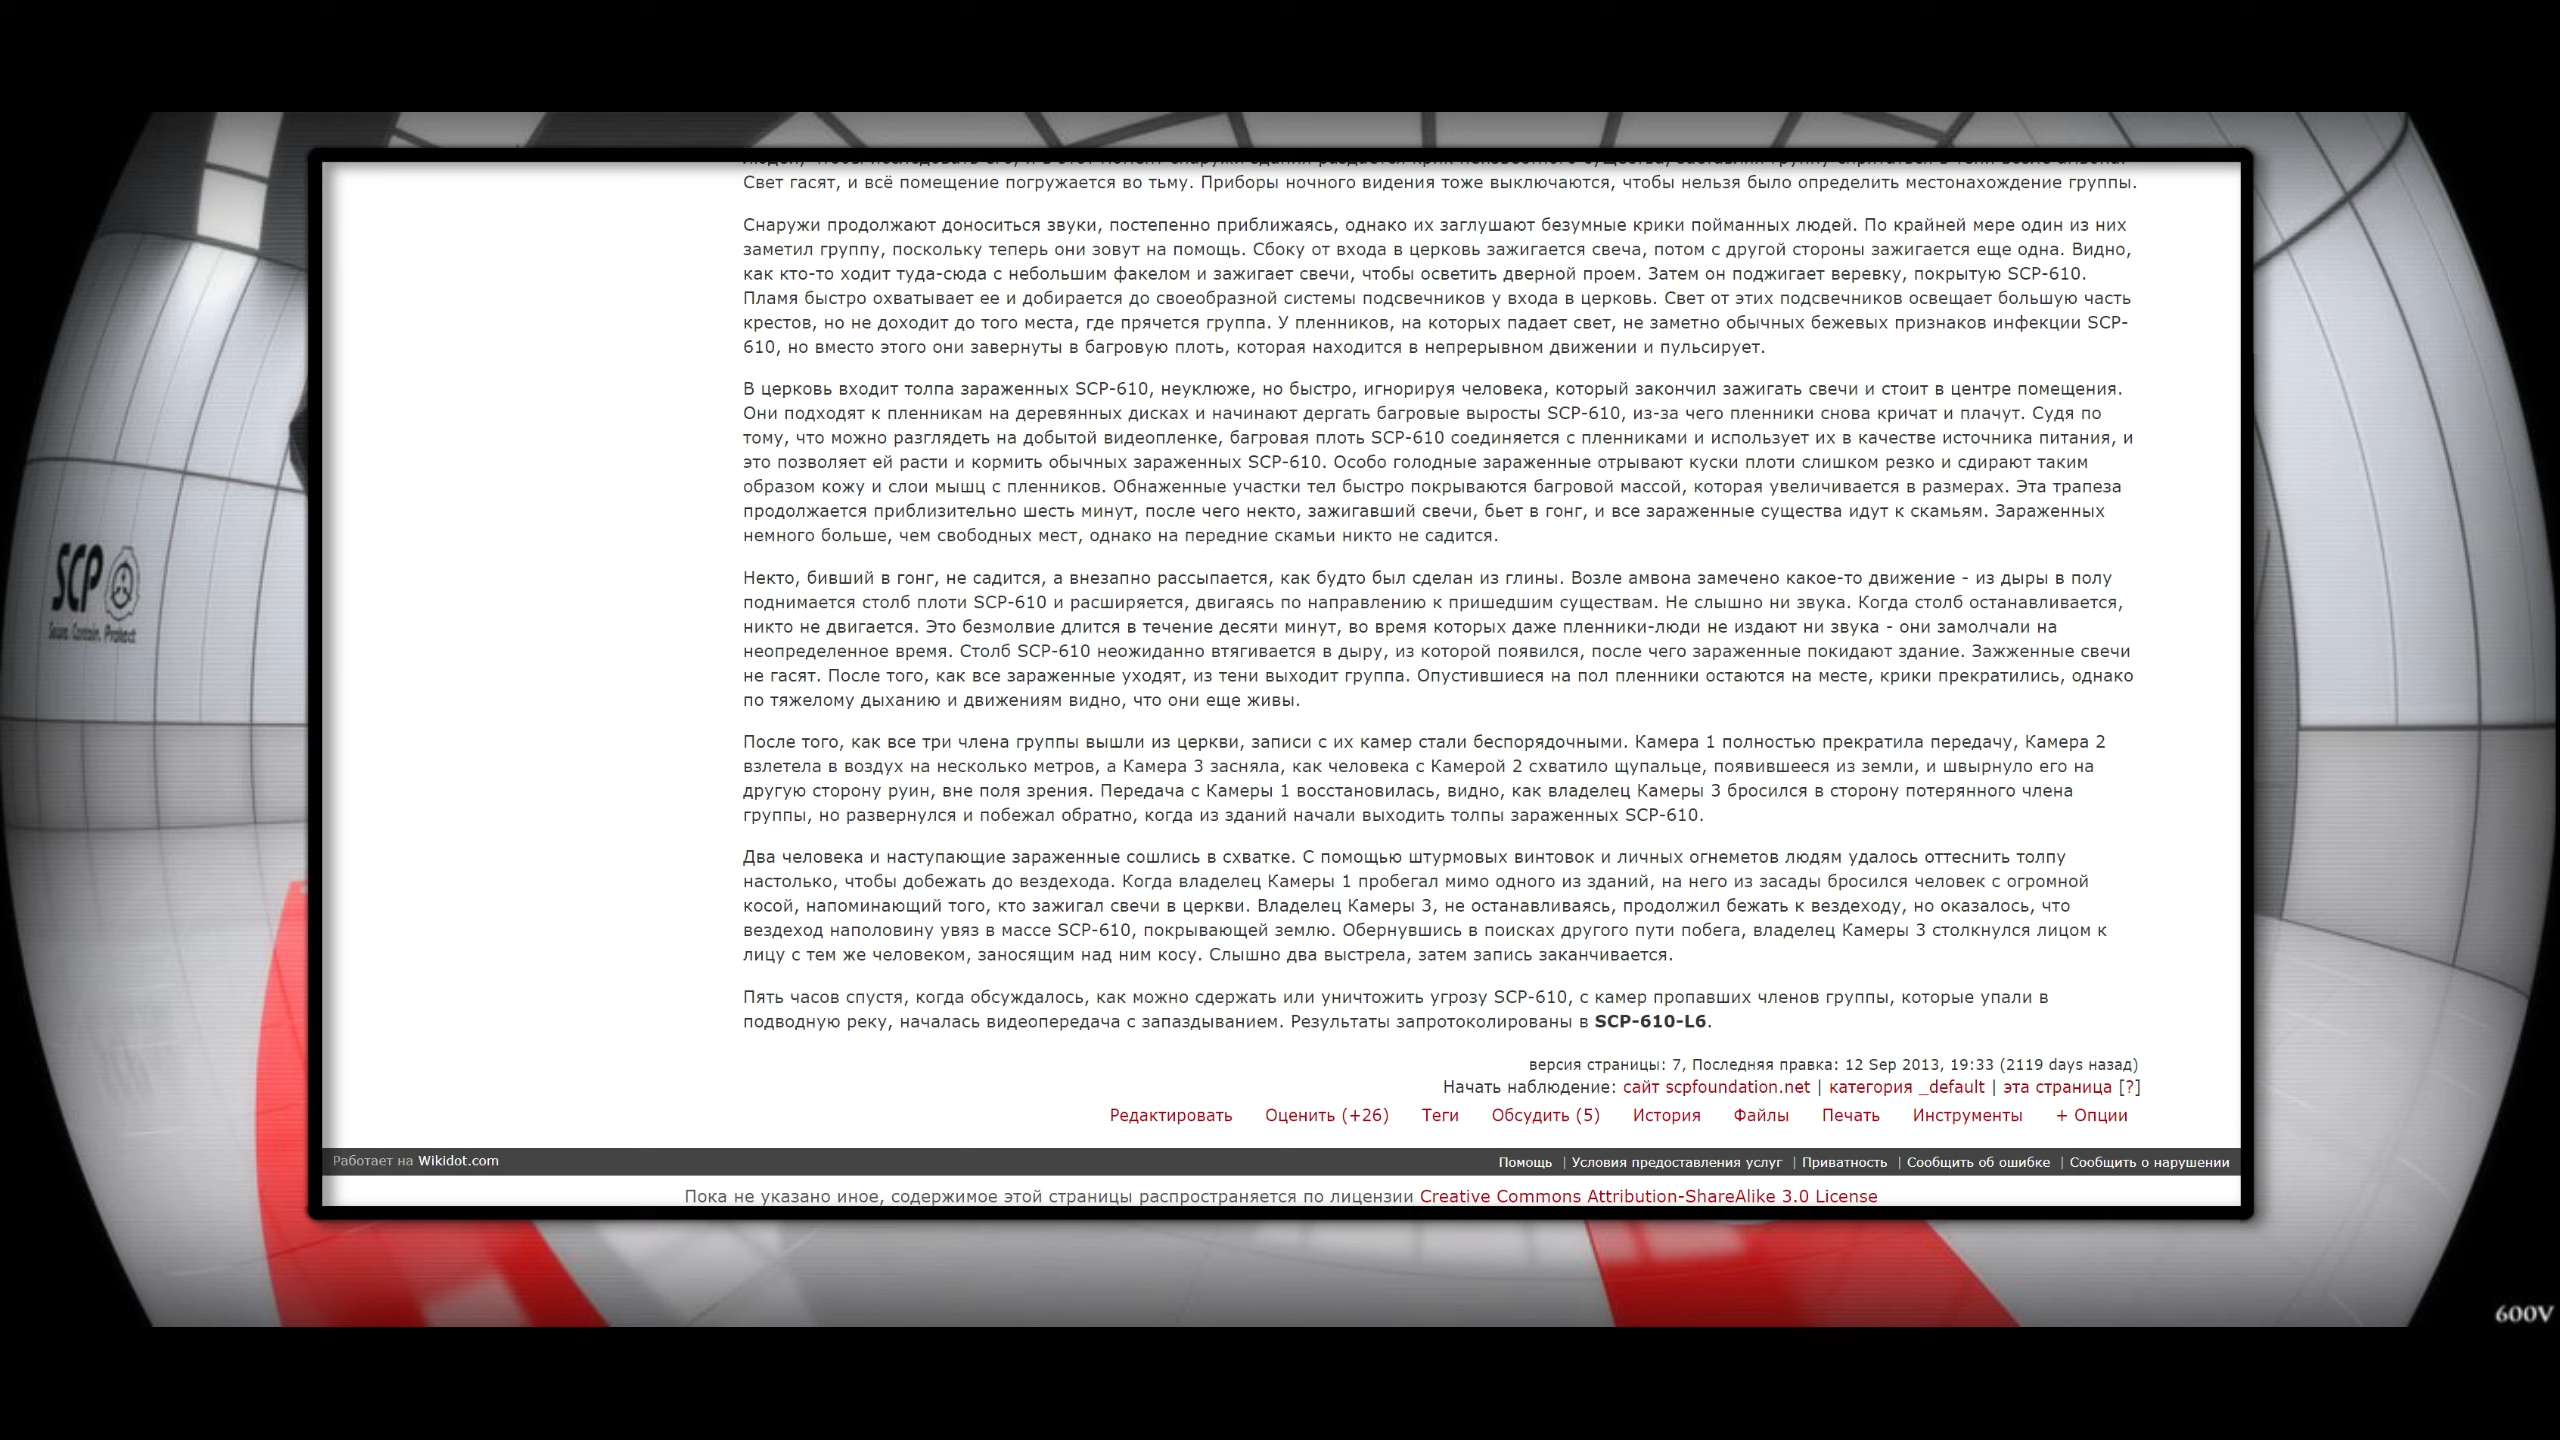 Свет гасят, и всё помещение погружается во тьму. Приборы ночного видения тоже выключаются, чтобы нельзя было определить местонахождение группы.
Снаружи продолжают доноситься звуки, постепенно приближаясь, однако их заглушают безумные крики пойманных людей. По крайней мере один из них
заметил группу, поскольку теперь они зовут на помощь. Сбоку от входа в церковь зажигается свеча, потом с другой стороны зажигается еще одна. Видно,
как кто-то ходит туда-сюда с небольшим факелом и зажигает свечи, чтобы осветить дверной проем. Затем он поджигает веревку, покрытую SCP-610.
Пламя быстро охватывает ее и добирается до своеобразной системы подсвечников у входа в церковь. Свет от этих подсвечников освещает большую часть
крестов, но не доходит до того места, где прячется группа. У пленников, на которых падает свет, не заметно обычных бежевых признаков инфекции SCP-
610, но вместо этого они завернуты в багровую плоть, которая находится в непрерывном движении и пульсирует.
В церковь входит толпа зараженных SCP-610, неуклюже, но быстро, игнорируя человека, который закончил зажигать свечи и стоит в центре помещения.
Они подходят к пленникам на деревянных дисках и начинают дергать багровые выросты SCP-610, из-за чего пленники снова кричат и плачут. Судя по
тому, что можно разглядеть на добытой видеопленке, багровая плоть SCP-610 соединяется с пленниками и использует их в качестве источника питания, и
это позволяет ей расти и кормить обычных зараженных SCP-610. Особо голодные зараженные отрывают куски плоти слишком резко и сдирают таким
образом кожу и слои мышц с пленников. Обнаженные участки тел быстро покрываются багровой массой, которая увеличивается в размерах. Эта трапеза
продолжается приблизительно шесть минут, после чего некто, зажигавший свечи, бьет в гонг, и все зараженные существа идут к скамьям. Зараженных
немного больше, чем свободных мест, однако на передние скамьи никто не садится.
Некто, бивший в гонг, не садится, а внезапно рассыпается, как будто был сделан из глины. Возле амвона замечено какое-то движение - из дыры в полу
поднимается столб плоти SCP-610 и расширяется, двигаясь по направлению к пришедшим существам. Не слышно ни звука. Когда столб останавливается,
никто не двигается. Это безмолвие длится в течение десяти минут, во время которых даже пленники-люди не издают ни звука - они замолчали на
неопределенное время. Столб SCP-610 неожиданно втягивается в дыру, из которой появился, после чего зараженные покидают здание. Зажженные свечи
не гасят. После того, как все зараженные уходят, из тени выходит группа. Опустившиеся на пол пленники остаются на месте, крики прекратились, однако
по тяжелому дыханию и движениям видно, что они еще живы.
После того, как все три члена группы вышли из церкви, записи с их камер стали беспорядочными. Камера 1 полностью прекратила передачу, Камера 2
взлетела в воздух на несколько метров, а Камера 3 засняла, как человека с Камерой 2 схватило щупальце, появившееся из земли, и швырнуло его на
другую сторону руин, вне поля зрения. Передача с Камеры 1 восстановилась, видно, как владелец Камеры 3 бросился в сторону потерянного члена
группы, но развернулся и побежал обратно, когда из зданий начали выходить толпы зараженных SCP-610.
Два человека и наступающие зараженные сошлись в схватке. С помощью штурмовых винтовок и личных огнеметов людям удалось оттеснить толпу
настолько, чтобы добежать до вездехода. Когда владелец Камеры 1 пробегал мимо одного из зданий, на него из засады бросился человек с огромной
косой, напоминающий того, кто зажигал свечи в церкви. Владелец Камеры 3, не останавливаясь, продолжил бежать к вездеходу, но оказалось, что
вездеход наполовину увяз в массе SCP-610, покрывающей землю. Обернувшись в поисках другого пути побега, владелец Камеры 3 столкнулся лицом к
лицу с тем же человеком, заносящим над ним косу. Слышно два выстрела, затем запись заканчивается.
Пять часов спустя, когда обсуждалось, как можно сдержать или уничтожить угрозу SCP-610, с камер пропавших членов группы, которые упали в
подводную реку, началась видеопередача с запаздыванием. Результаты запротоколированы в SCP-610-L6.
версия страницы: 7, Последняя правка: 12 Sep 2013, 19:33 (2119 days назад)
Начать наблюдение: сайт scpfoundation.net | категория _default | эта страница [?]
Редактировать Оценить (+26) Теги Обсудить (5) История Файлы Печать Инструменты + Опции
Работает на Wikidot.com Помощь | Условия предоставления услуг | Приватность | Сообщить об ошибке | Сообщить о нарушении
Пока не указано иное, содержимое этой страницы распространяется по лицензии Creative Commons Attribution-ShareAlike 3.0 License
SCP
Secure. Contain. Protect
600V